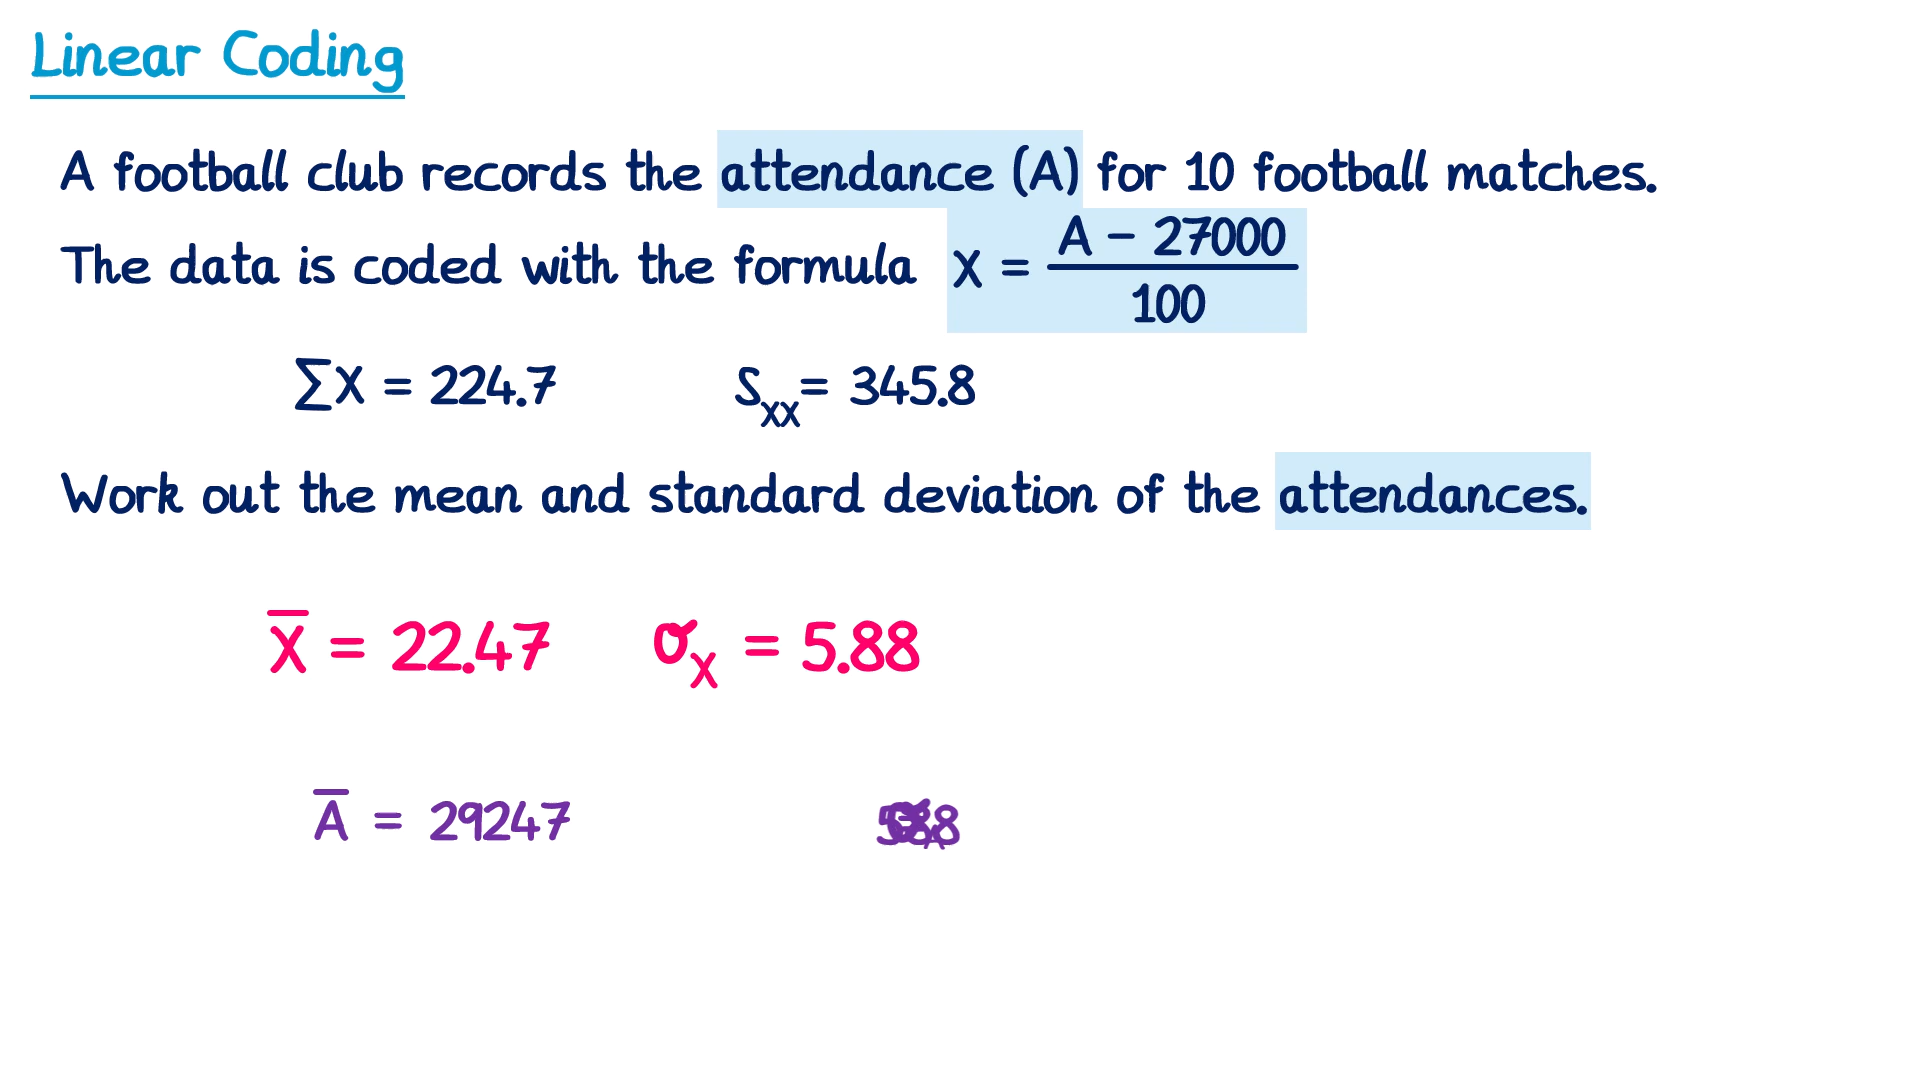 Linear Coding
A football club records the attendance (A) for 10 football matches.
The data is coded with the formula X = (A − 27000)/100
∑X = 224.7 S_XX = 345.8
Work out the mean and standard deviation of the attendances.
X̅ = 22.47 σ_X = 5.88
A̅ = 29247